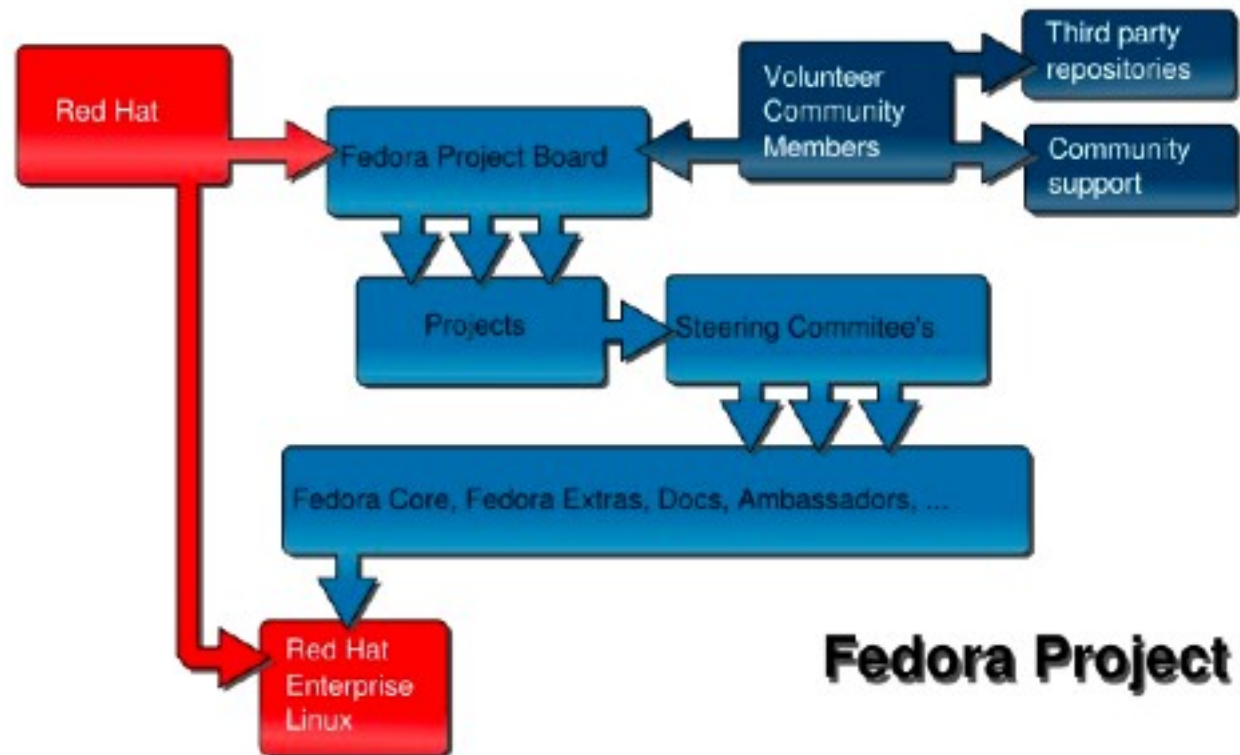 Red Hat
Fedora Project Board
Volunteer
Community
Members
Third party
repositories
Community
support
Projects
Steering Commitee's
Fedora Core, Fedora Extras, Docs, Ambassadors, ...
Red Hat
Enterprise
Linux
Fedora Project